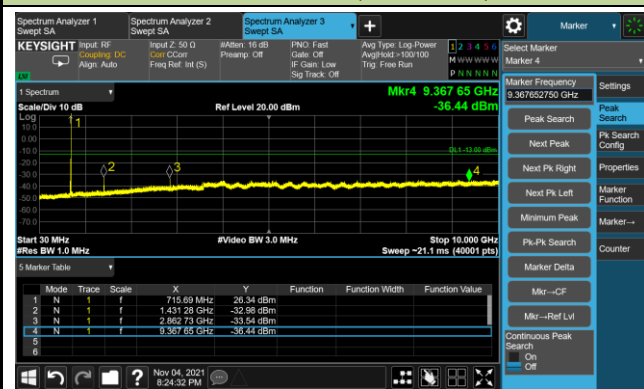 Spectrum Analyzer 1
Swept SA
Spectrum Analyzer 2
Swept SA
Spectrum Analyzer 3
Swept SA
+
Marker
KEYSIGHT
Input: RF
Coupling: DC
Align: Auto
Input Z: 50 Ω
Corr CCorr
Freq Ref: Int (S)
#Atten: 16 dB
Preamp: Off
PNO: Fast
Gate: Off
IF Gain: Low
Sig Track: Off
Avg Type: Log-Power
Avg|Hold:>100/100
Trig: Free Run
1 2 3 4 5 6
M W W W W W
P N N N N N
LXI
Select Marker
Marker 4
1 Spectrum
Scale/Div 10 dB
Ref Level 20.00 dBm
Mkr4 9.367 65 GHz
-36.44 dBm
Log
10.0
0.00
-10.0
-20.0
-30.0
-40.0
-50.0
-60.0
-70.0
1
2
3
4
DL1 -13.00 dBm
Start 30 MHz
#Res BW 1.0 MHz
#Video BW 3.0 MHz
Stop 10.000 GHz
Sweep ~21.1 ms (40001 pts)
5 Marker Table
Mode Trace Scale X Y Function Function Width Function Value
1 N 1 f 715.69 MHz 26.34 dBm
2 N 1 f 1.431 28 GHz -32.98 dBm
3 N 1 f 2.862 73 GHz -33.54 dBm
4 N 1 f 9.367 65 GHz -36.44 dBm
5
6
Marker Frequency
9.367652750 GHz
Peak Search
Next Peak
Next Pk Right
Next Pk Left
Minimum Peak
Pk-Pk Search
Marker Delta
Mkr→CF
Mkr→Ref Lvl
Continuous Peak
Search
On
Off
Settings
Peak
Search
Pk Search
Config
Properties
Marker
Function
Marker→
Counter
?
Nov 04, 2021
8:24:32 PM